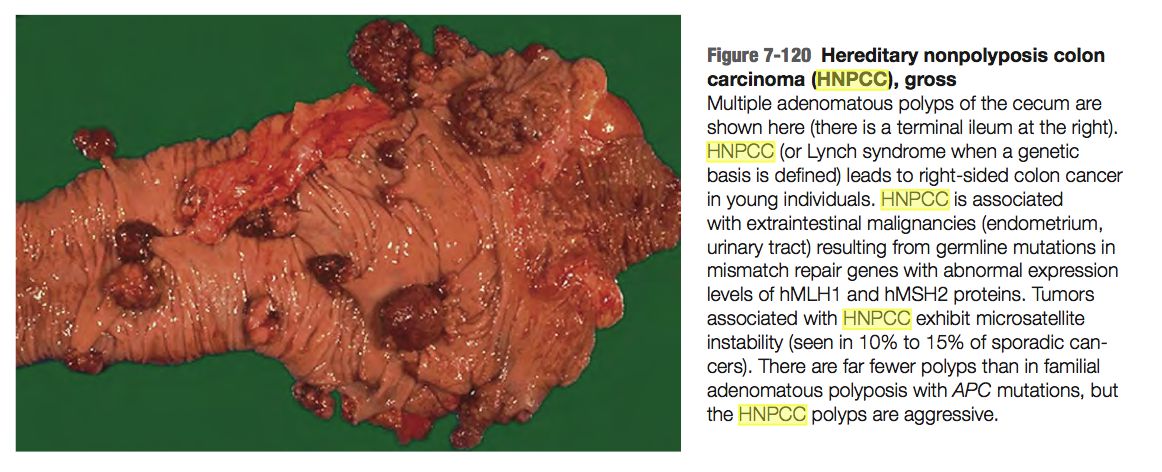 Figure 7-120 Hereditary nonpolyposis colon
carcinoma (HNPCC), gross
Multiple adenomatous polyps of the cecum are
shown here (there is a terminal ileum at the right).
HNPCC (or Lynch syndrome when a genetic
basis is defined) leads to right-sided colon cancer
in young individuals. HNPCC is associated
with extraintestinal malignancies (endometrium,
urinary tract) resulting from germline mutations in
mismatch repair genes with abnormal expression
levels of hMLH1 and hMSH2 proteins. Tumors
associated with HNPCC exhibit microsatellite
instability (seen in 10% to 15% of sporadic can-
cers). There are far fewer polyps than in familial
adenomatous polyposis with APC mutations, but
the HNPCC polyps are aggressive.